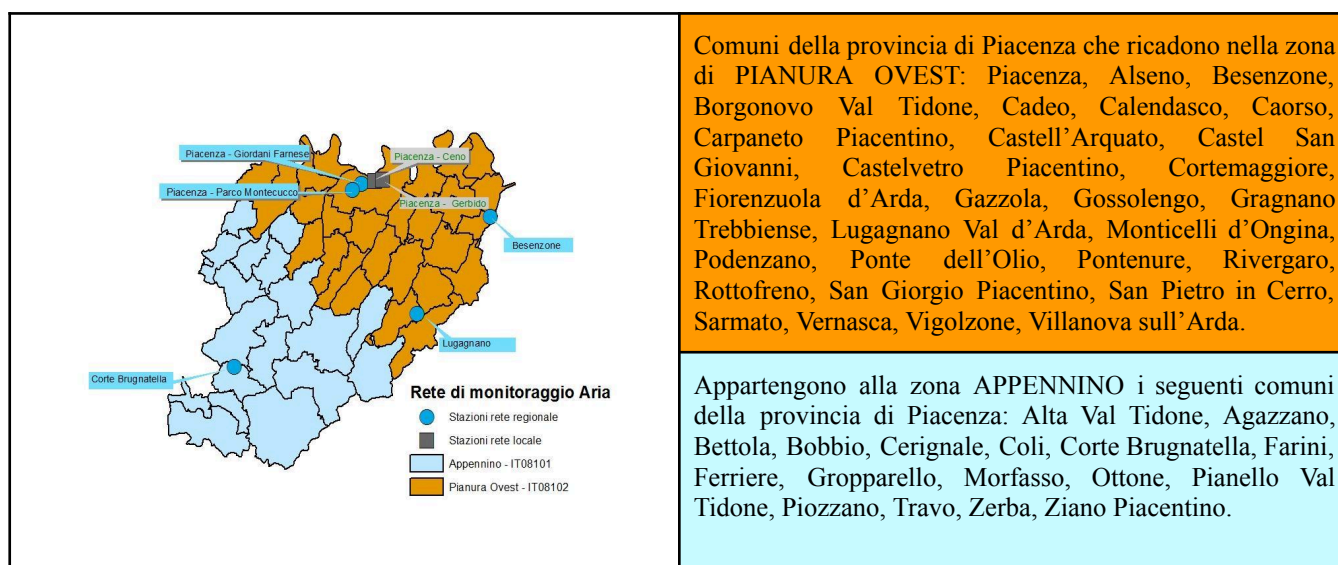 Piacenza - Giordani Farnese
Piacenza - Ceno
Piacenza - Parco Montecucco
Piacenza - Gerbido
Besenzone
Lugagnano
Corte Brugnatella
Rete di monitoraggio Aria
Stazioni rete regionale
Stazioni rete locale
Appennino - IT08101
Pianura Ovest - IT08102
Comuni della provincia di Piacenza che ricadono nella zona
di PIANURA OVEST: Piacenza, Alseno, Besenzone,
Borgonovo Val Tidone, Cadeo, Calendasco, Caorso,
Carpaneto Piacentino, Castell’Arquato, Castel San
Giovanni, Castelvetro Piacentino, Cortemaggiore,
Fiorenzuola d’Arda, Gazzola, Gossolengo, Gragnano
Trebbiense, Lugagnano Val d’Arda, Monticelli d’Ongina,
Podenzano, Ponte dell’Olio, Pontenure, Rivergaro,
Rottofreno, San Giorgio Piacentino, San Pietro in Cerro,
Sarmato, Vernasca, Vigolzone, Villanova sull’Arda.
Appartengono alla zona APPENNINO i seguenti comuni
della provincia di Piacenza: Alta Val Tidone, Agazzano,
Bettola, Bobbio, Cerignale, Coli, Corte Brugnatella, Farini,
Ferriere, Gropparello, Morfasso, Ottone, Pianello Val
Tidone, Piozzano, Travo, Zerba, Ziano Piacentino.